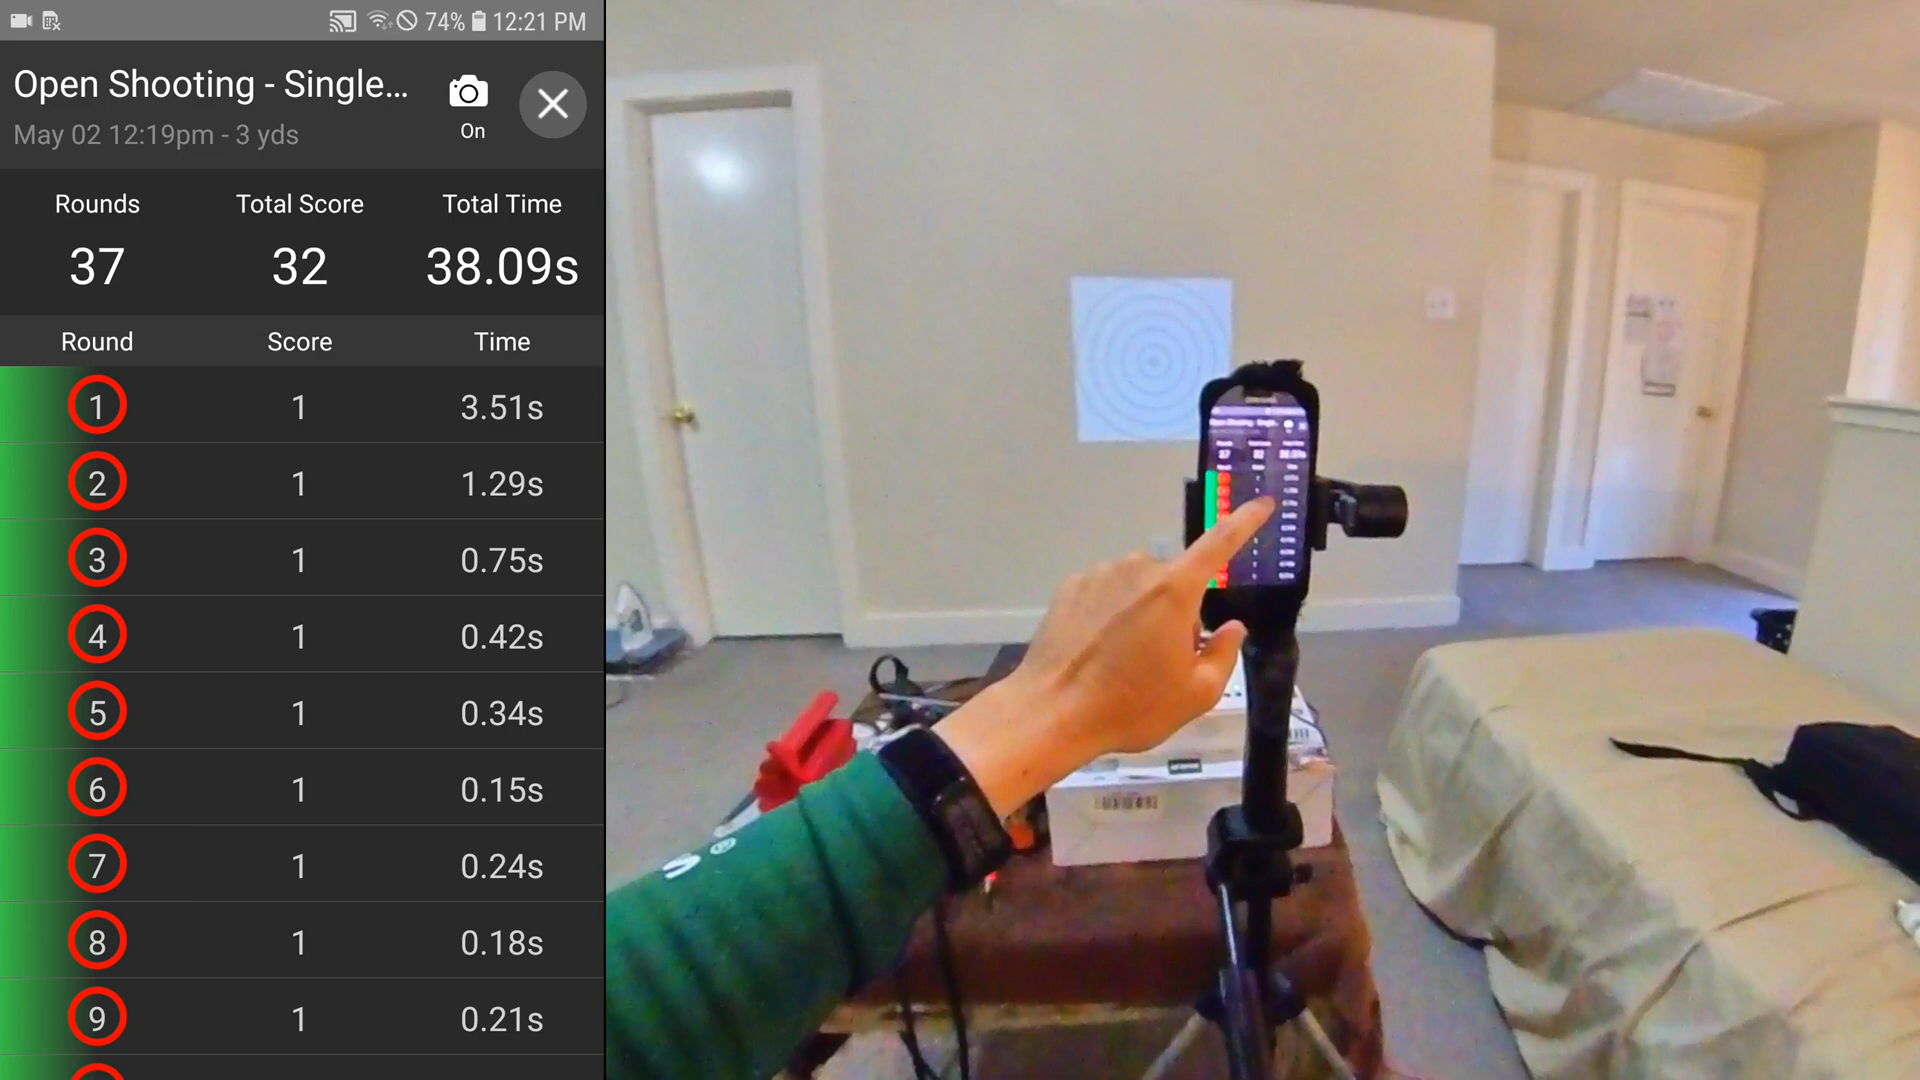 74% 12:21 PM
Open Shooting - Single...
On
May 02 12:19pm - 3 yds
Rounds Total Score Total Time
37 32 38.09s
Round Score Time
1 1 3.51s
2 1 1.29s
3 1 0.75s
4 1 0.42s
5 1 0.34s
6 1 0.15s
7 1 0.24s
8 1 0.18s
9 1 0.21s